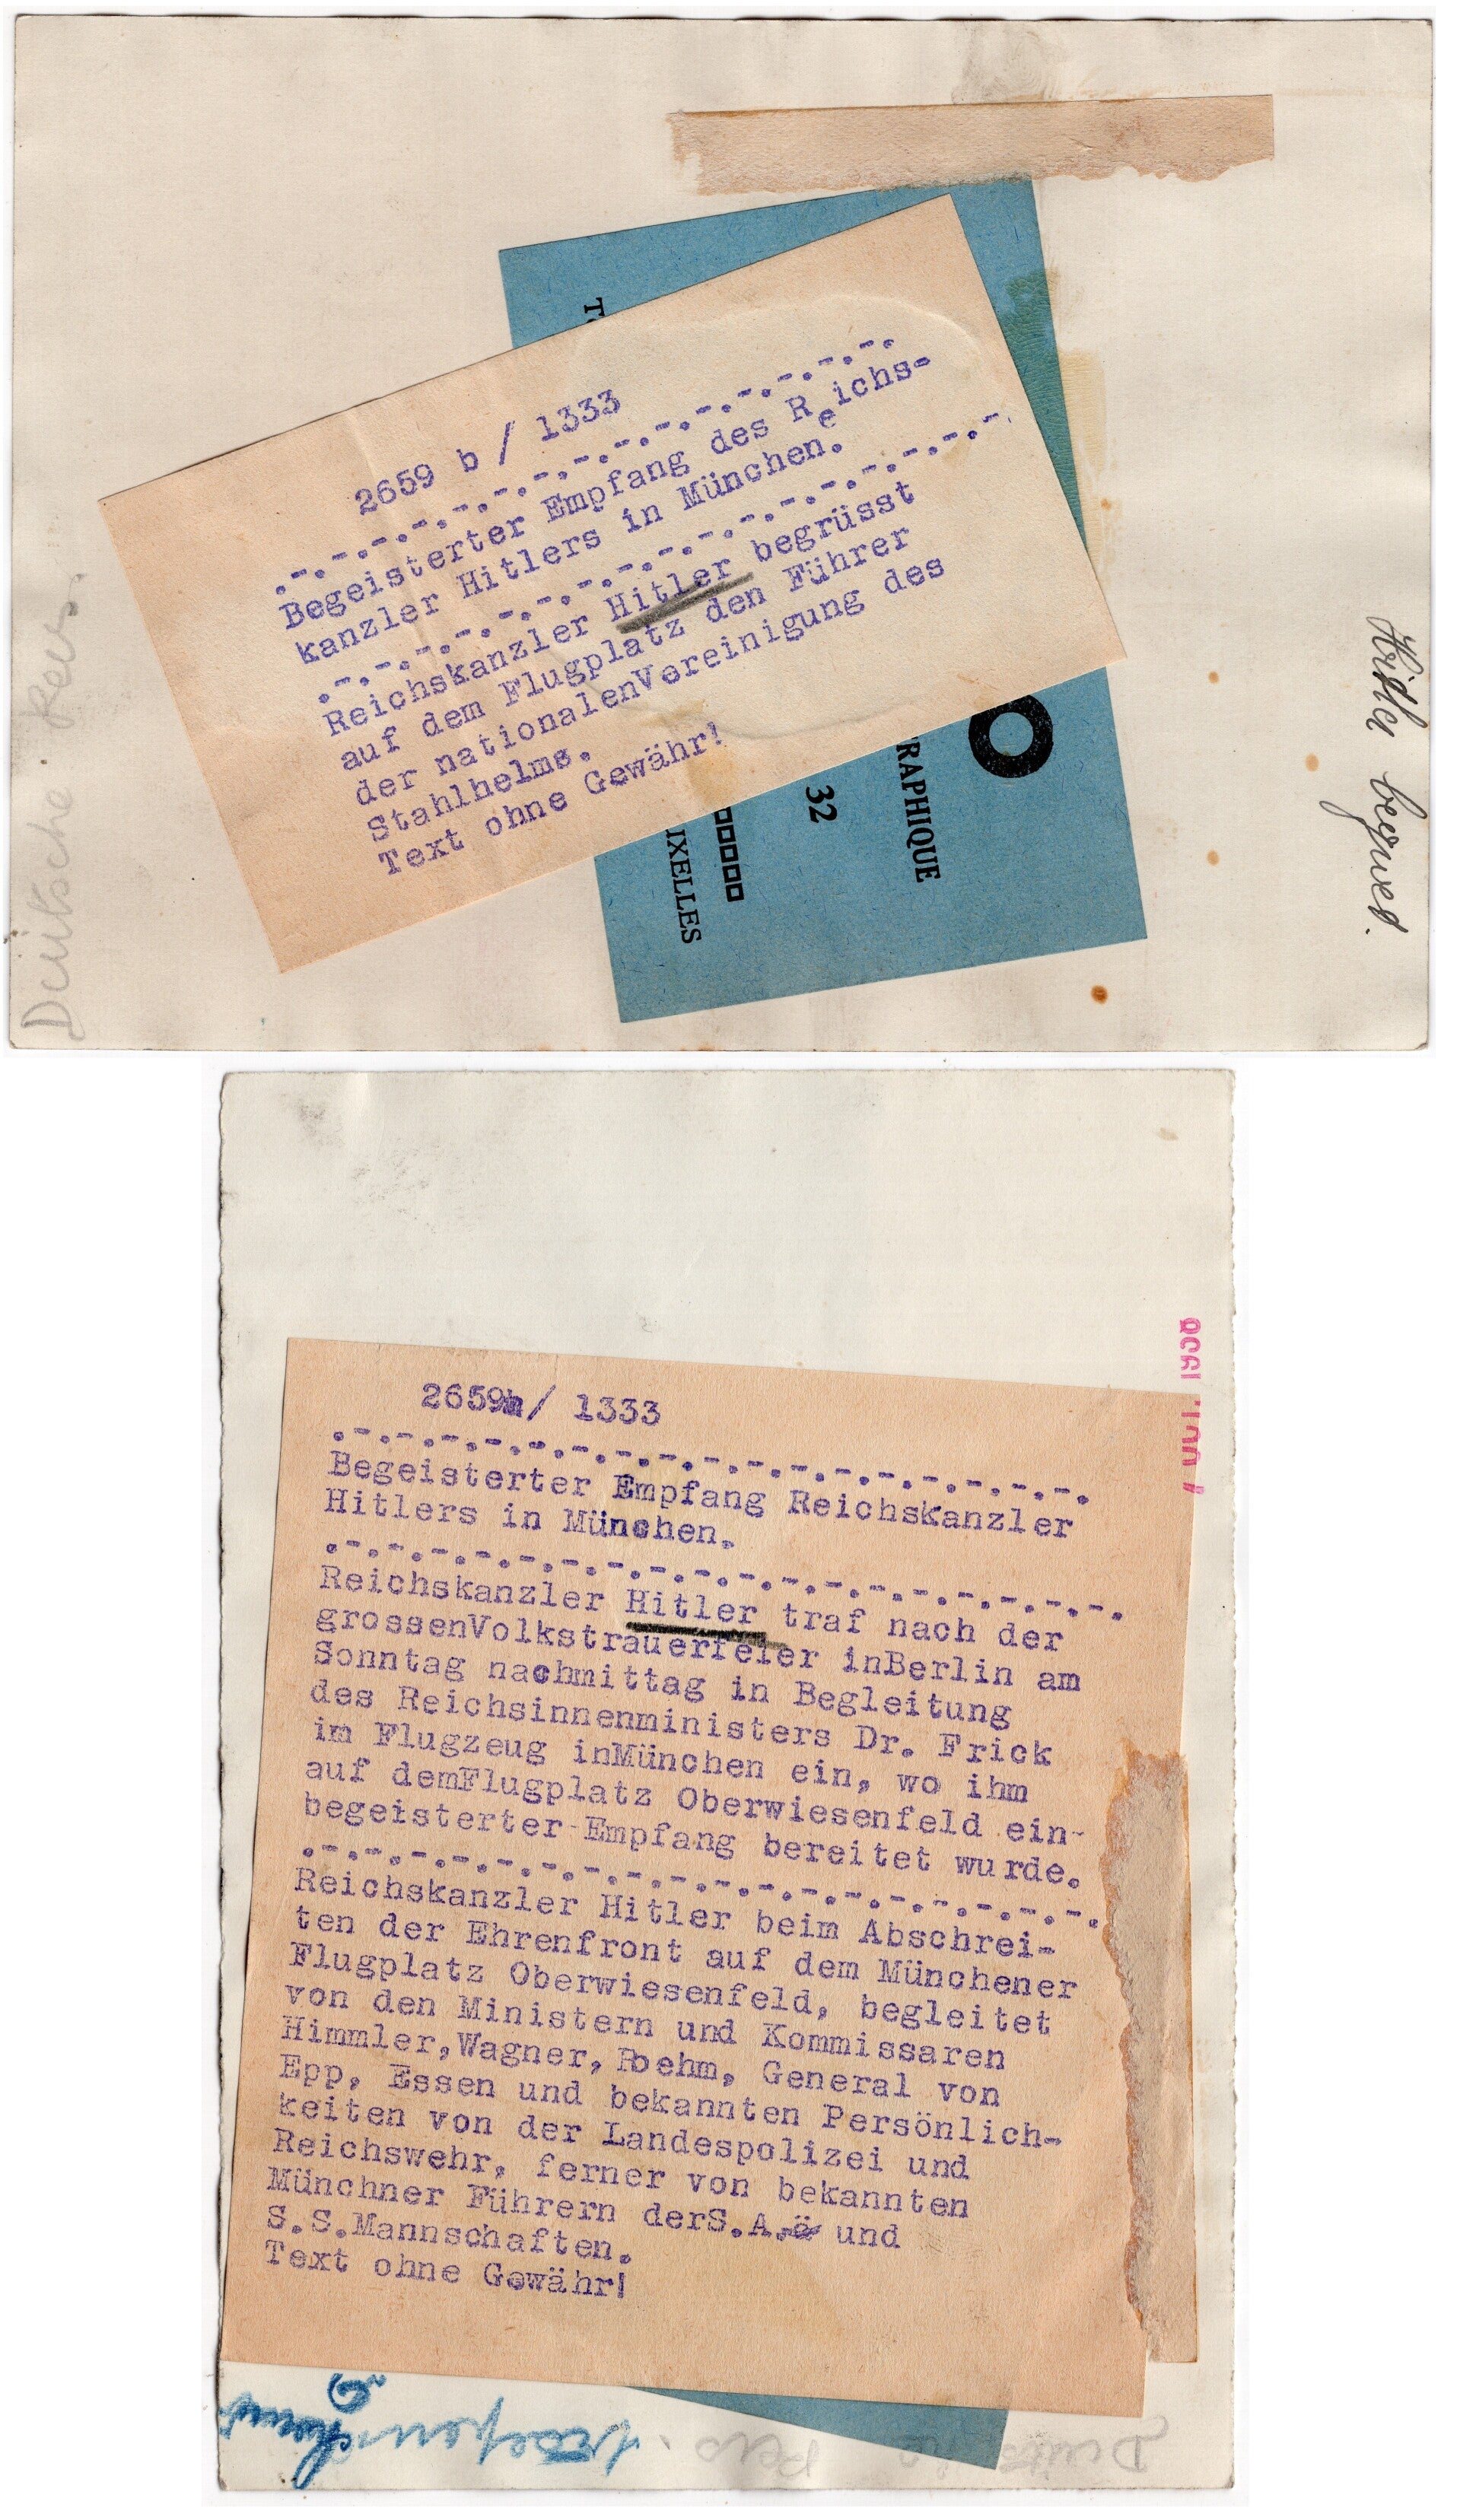 2659 b / 1333
.-.-.-.-.-.-.-.-.-.-.-.-.-.-.-.
Begeisterter Empfang des Reichs-
kanzler Hitlers in München.
.-.-.-.-.-.-.-.-.-.-.-.-.-.-.-.-.-.
Reichskanzler Hitler begrüsst
auf dem Flugplatz den Führer
der nationalenVereinigung des
Stahlhelms.
Text ohne Gewähr!
RAPHIQUE
32
IXELLES
Deutsche
2659 / 1333
.-.-.-.-.-.-.-.-.-.-.-.-.-.-.-.-.-.
Begeisterter Empfang Reichskanzler
Hitlers in München.
.-.-.-.-.-.-.-.-.-.-.-.-.-.-.-.-.-.-.
Reichskanzler Hitler traf nach der
grossenVolkstrauerfeier inBerlin am
Sonntag nachmittag in Begleitung
des Reichsinnenministers Dr. Frick
im Flugzeug inMünchen ein, wo ihm
auf demFlugplatz Oberwiesenfeld ein-
begeisterter-Empfang bereitet wurde.
.-.-.-.-.-.-.-.-.-.-.-.-.-.-.-.-.-.-.
Reichskanzler Hitler beim Abschrei-
ten der Ehrenfront auf dem Münchener
Flugplatz Oberwiesenfeld, begleitet
von den Ministern und Kommissaren
Himmler,Wagner, Roehm, General von
Epp, Essen und bekannten Persönlich-
keiten von der Landespolizei und
Reichswehr, ferner von bekannten
Münchner Führern derS.A. und
S.S.Mannschaften.
Text ohne Gewähr!